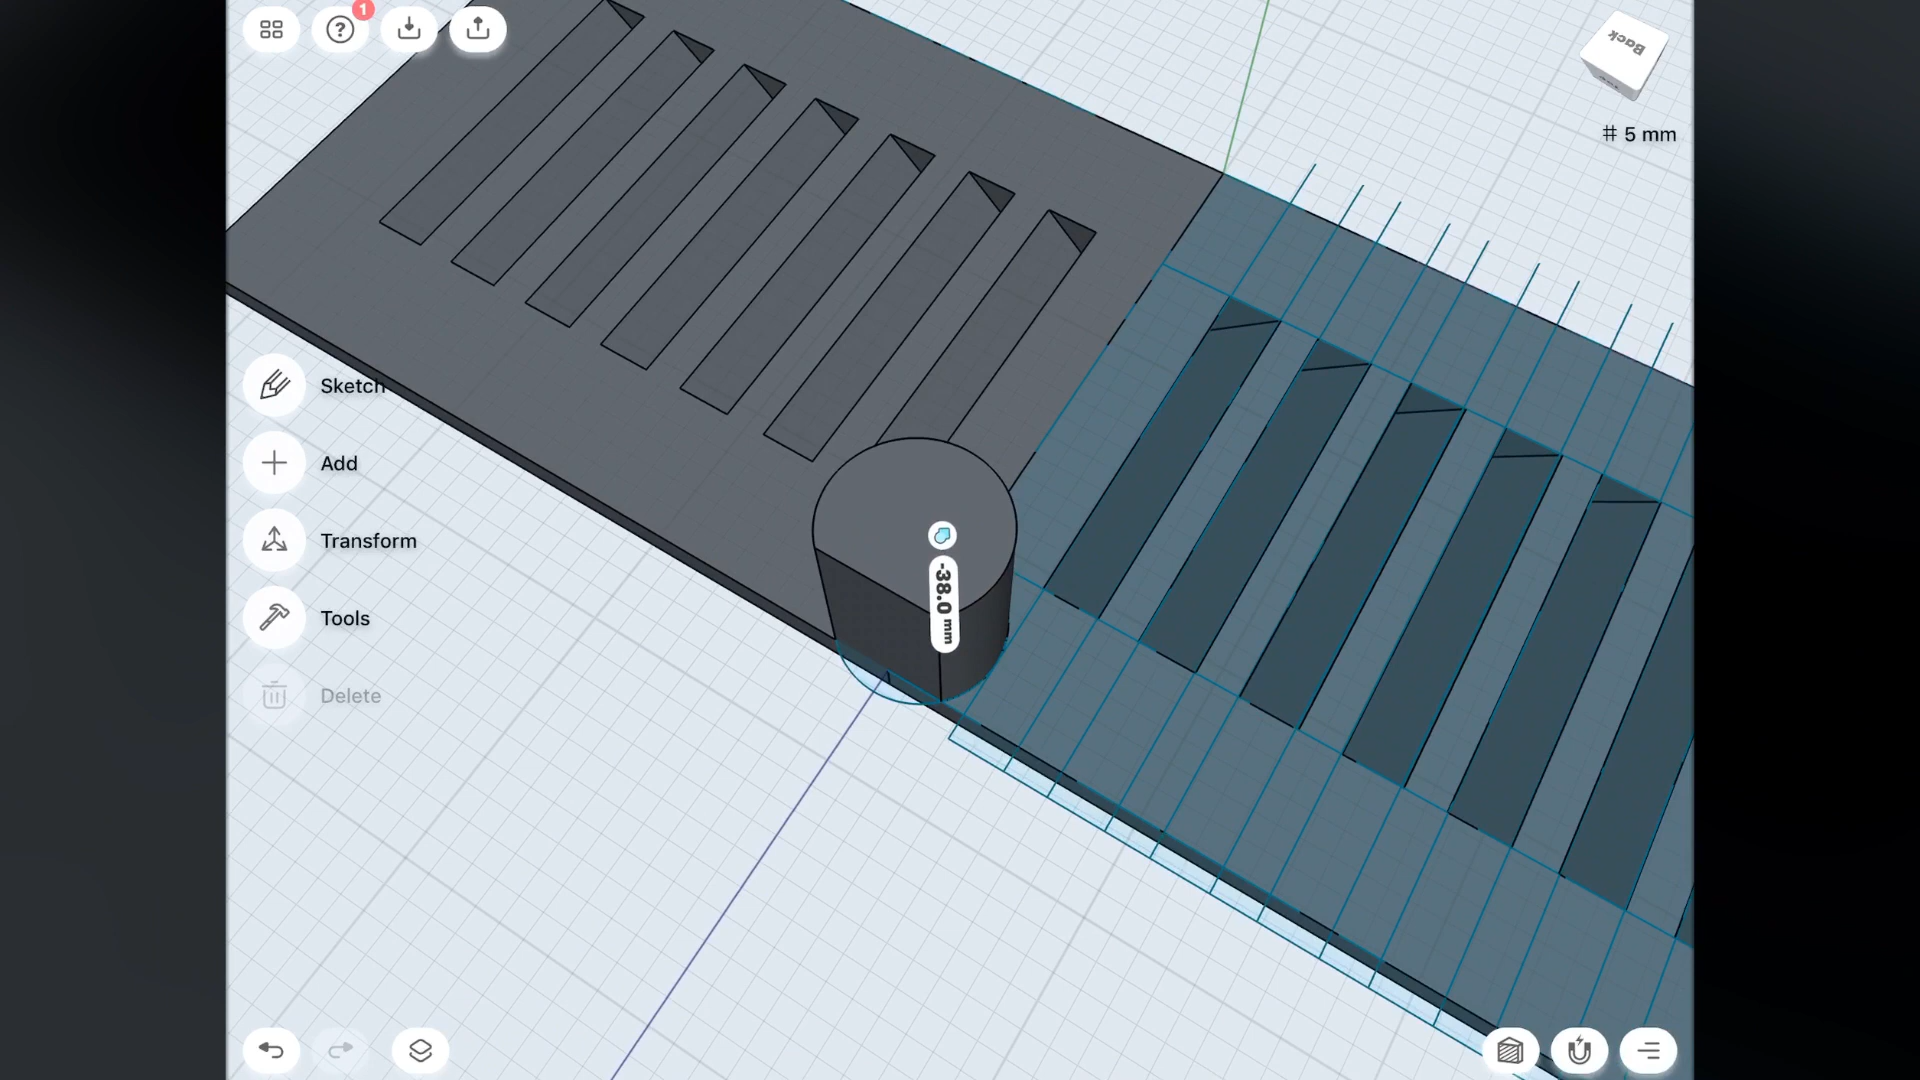 1
Back
5 mm
Sketch
Add
Transform
-38.0 mm
Tools
Delete